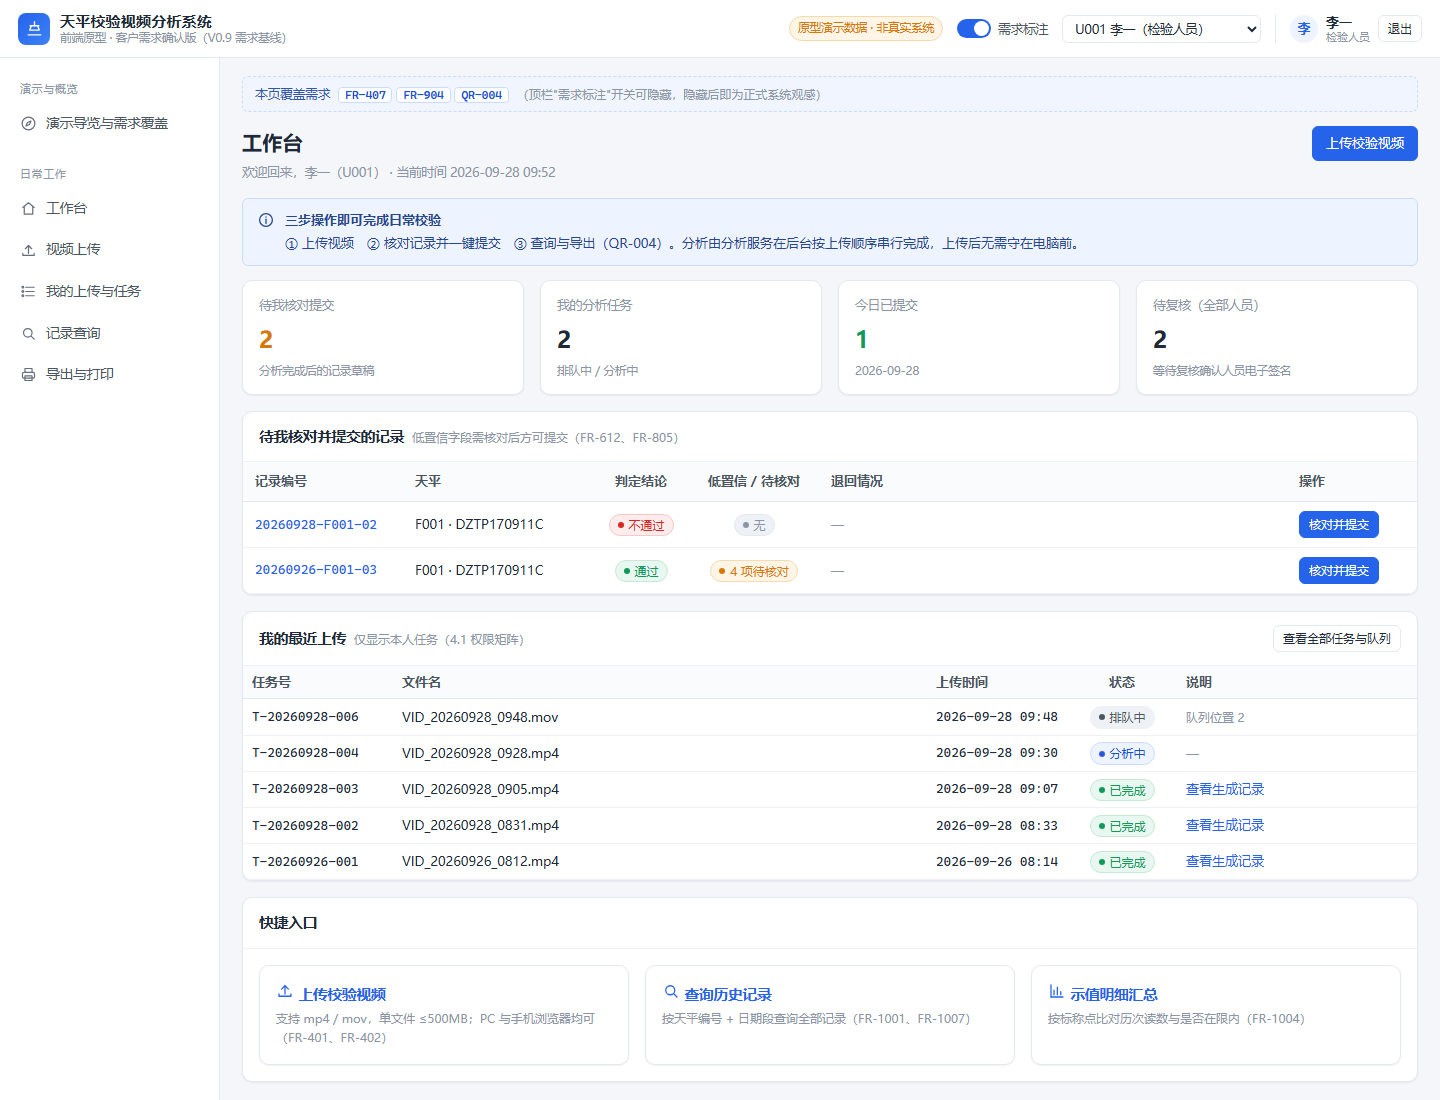 天平校验视频分析系统
前端原型 · 客户需求确认版（V0.9 需求基线）
原型演示数据 · 非真实系统
需求标注
U001 李一（检验人员）
李
李一
检验人员
退出
演示与概览
演示导览与需求覆盖
日常工作
工作台
视频上传
我的上传与任务
记录查询
导出与打印
本页覆盖需求 FR-407 FR-904 QR-004 （顶栏"需求标注"开关可隐藏，隐藏后即为正式系统观感）
工作台
欢迎回来，李一（U001） · 当前时间 2026-09-28 09:52
上传校验视频
三步操作即可完成日常校验
① 上传视频 ② 核对记录并一键提交 ③ 查询与导出（QR-004）。分析由分析服务在后台按上传顺序串行完成，上传后无需守在电脑前。
待我核对提交
2
分析完成后的记录草稿
我的分析任务
2
排队中 / 分析中
今日已提交
1
2026-09-28
待复核（全部人员）
2
等待复核确认人员电子签名
待我核对并提交的记录 低置信字段需核对后方可提交（FR-612、FR-805）
记录编号 天平 判定结论 低置信 / 待核对 退回情况 操作
20260928-F001-02 F001 · DZTP170911C 不通过 无 — 核对并提交
20260926-F001-03 F001 · DZTP170911C 通过 4 项待核对 — 核对并提交
我的最近上传 仅显示本人任务（4.1 权限矩阵）
查看全部任务与队列
任务号 文件名 上传时间 状态 说明
T-20260928-006 VID_20260928_0948.mov 2026-09-28 09:48 排队中 队列位置 2
T-20260928-004 VID_20260928_0928.mp4 2026-09-28 09:30 分析中 —
T-20260928-003 VID_20260928_0905.mp4 2026-09-28 09:07 已完成 查看生成记录
T-20260928-002 VID_20260928_0831.mp4 2026-09-28 08:33 已完成 查看生成记录
T-20260926-001 VID_20260926_0812.mp4 2026-09-26 08:14 已完成 查看生成记录
快捷入口
上传校验视频
支持 mp4 / mov，单文件 ≤500MB；PC 与手机浏览器均可
（FR-401、FR-402）
查询历史记录
按天平编号 + 日期段查询全部记录（FR-1001、FR-1007）
示值明细汇总
按标称点比对历次读数与是否在限内（FR-1004）